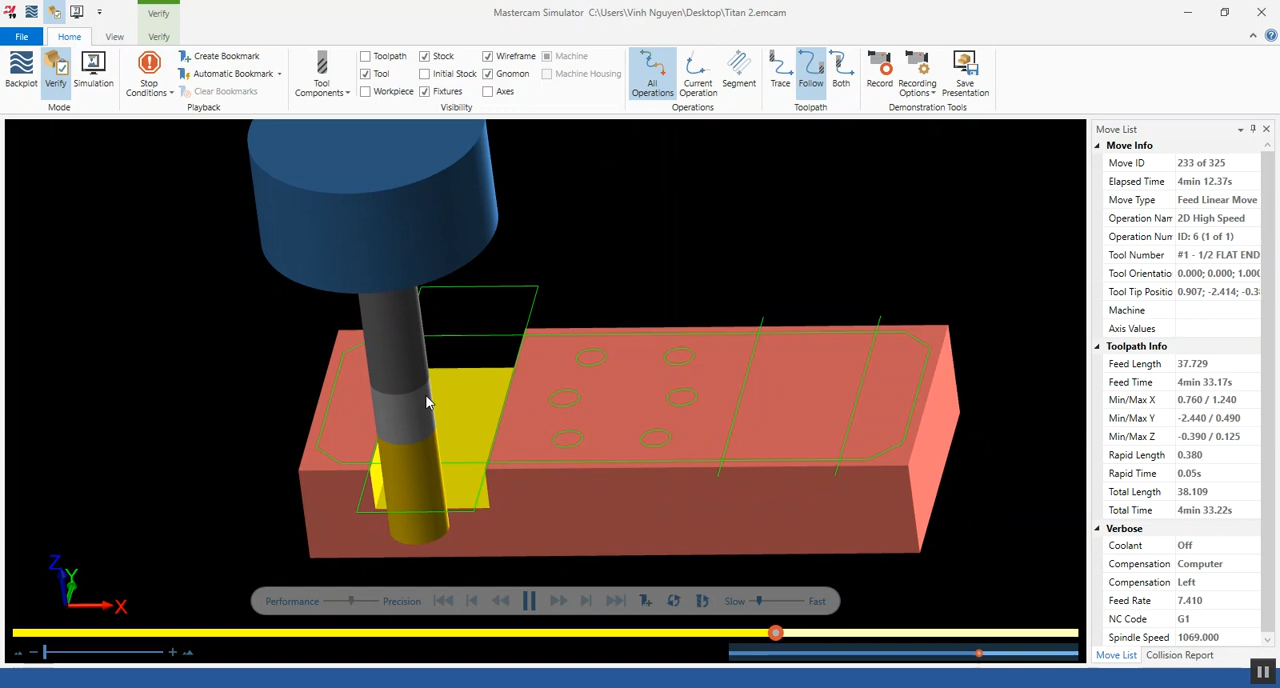 Verify
Mastercam Simulator C:\Users\Vinh Nguyen\Desktop\Titan 2.emcam
File Home View Verify
Backplot Verify Simulation
Mode
Stop Conditions
Create Bookmark
Automatic Bookmark
Clear Bookmarks
Playback
Tool Components
Toolpath Stock Wireframe Machine
Tool Initial Stock Gnomon Machine Housing
Workpiece Fixtures Axes
Visibility
All Operations Current Operation Segment
Operations
Trace Follow Both
Toolpath
Record Recording Options Save Presentation
Demonstration Tools
Move List
Move Info
Move ID 233 of 325
Elapsed Time 4min 12.37s
Move Type Feed Linear Move
Operation Nam 2D High Speed
Operation Num ID: 6 (1 of 1)
Tool Number #1 - 1/2 FLAT END
Tool Orientatio 0.000; 0.000; 1.000
Tool Tip Positio 0.907; -2.414; -0.3
Machine
Axis Values
Toolpath Info
Feed Length 37.729
Feed Time 4min 33.17s
Min/Max X 0.760 / 1.240
Min/Max Y -2.440 / 0.490
Min/Max Z -0.390 / 0.125
Rapid Length 0.380
Rapid Time 0.05s
Total Length 38.109
Total Time 4min 33.22s
Verbose
Coolant Off
Compensation Computer
Compensation Left
Feed Rate 7.410
NC Code G1
Spindle Speed 1069.000
Move List Collision Report
Z
Y
X
Performance Precision Slow Fast